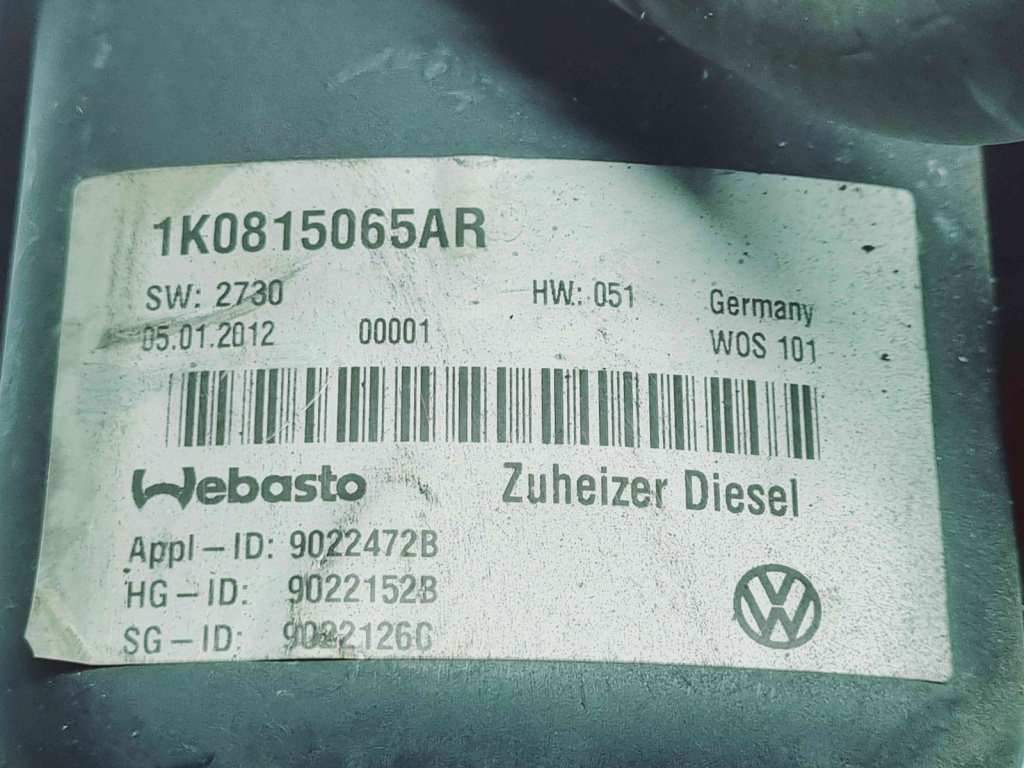 1K0815065AR
SW: 2730 HW: 051 Germany
05.01.2012 00001 WOS 101
Webasto Zuheizer Diesel
Appl-ID: 9022472B
HG-ID: 9022152B
SG-ID: